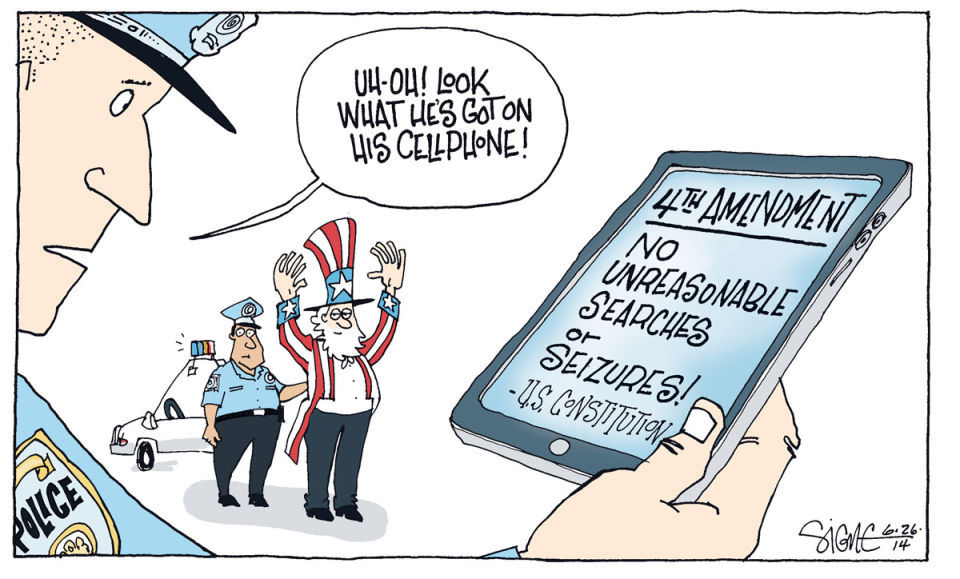 UH-OH! LOOK
WHAT HE'S GOT ON
HIS CELLPHONE!
4TH AMENDMENT
NO
UNREASONABLE
SEARCHES
or
SEIZURES!
-U.S. CONSTITUTION
POLICE
SIGNE 6.26.
14